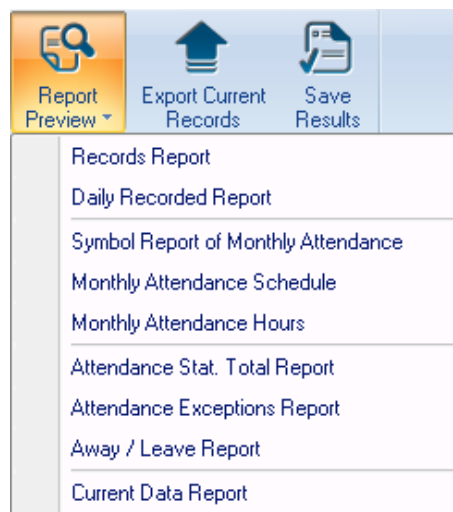 Report
Preview
Export Current
Records
Save
Results
Records Report
Daily Recorded Report
Symbol Report of Monthly Attendance
Monthly Attendance Schedule
Monthly Attendance Hours
Attendance Stat. Total Report
Attendance Exceptions Report
Away / Leave Report
Current Data Report